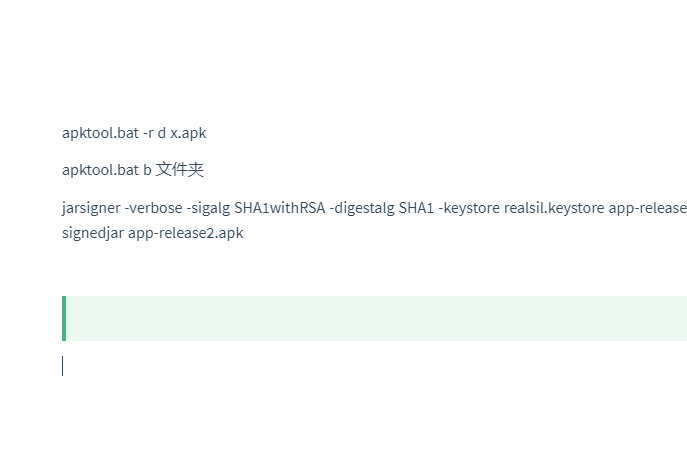 apktool.bat -r d x.apk
apktool.bat b 文件夹
jarsigner -verbose -sigalg SHA1withRSA -digestalg SHA1 -keystore realsil.keystore app-release
signedjar app-release2.apk